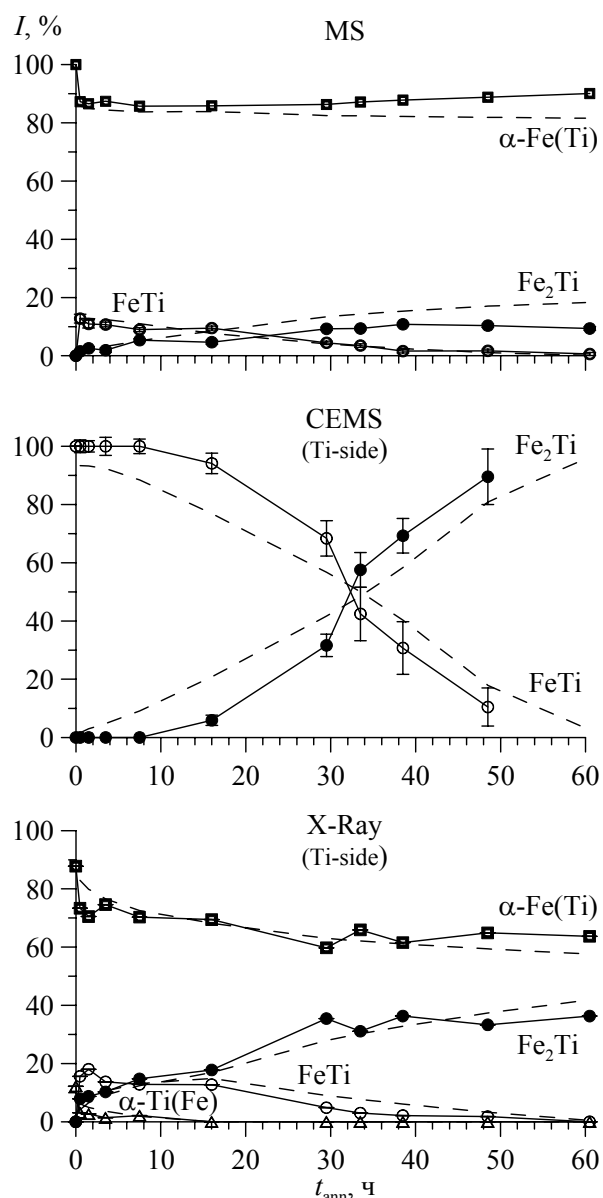 I, %
MS
100
80
α-Fe(Ti)
60
40
FeTi
Fe₂Ti
20
0
CEMS
(Ti-side)
100
Fe₂Ti
80
60
40
20
FeTi
0
0 10 20 30 40 50 60
X-Ray
(Ti-side)
100
80
α-Fe(Ti)
60
40
Fe₂Ti
20
FeTi
α-Ti(Fe)
0
0 10 20 30 40 50 60
t_ann, ч